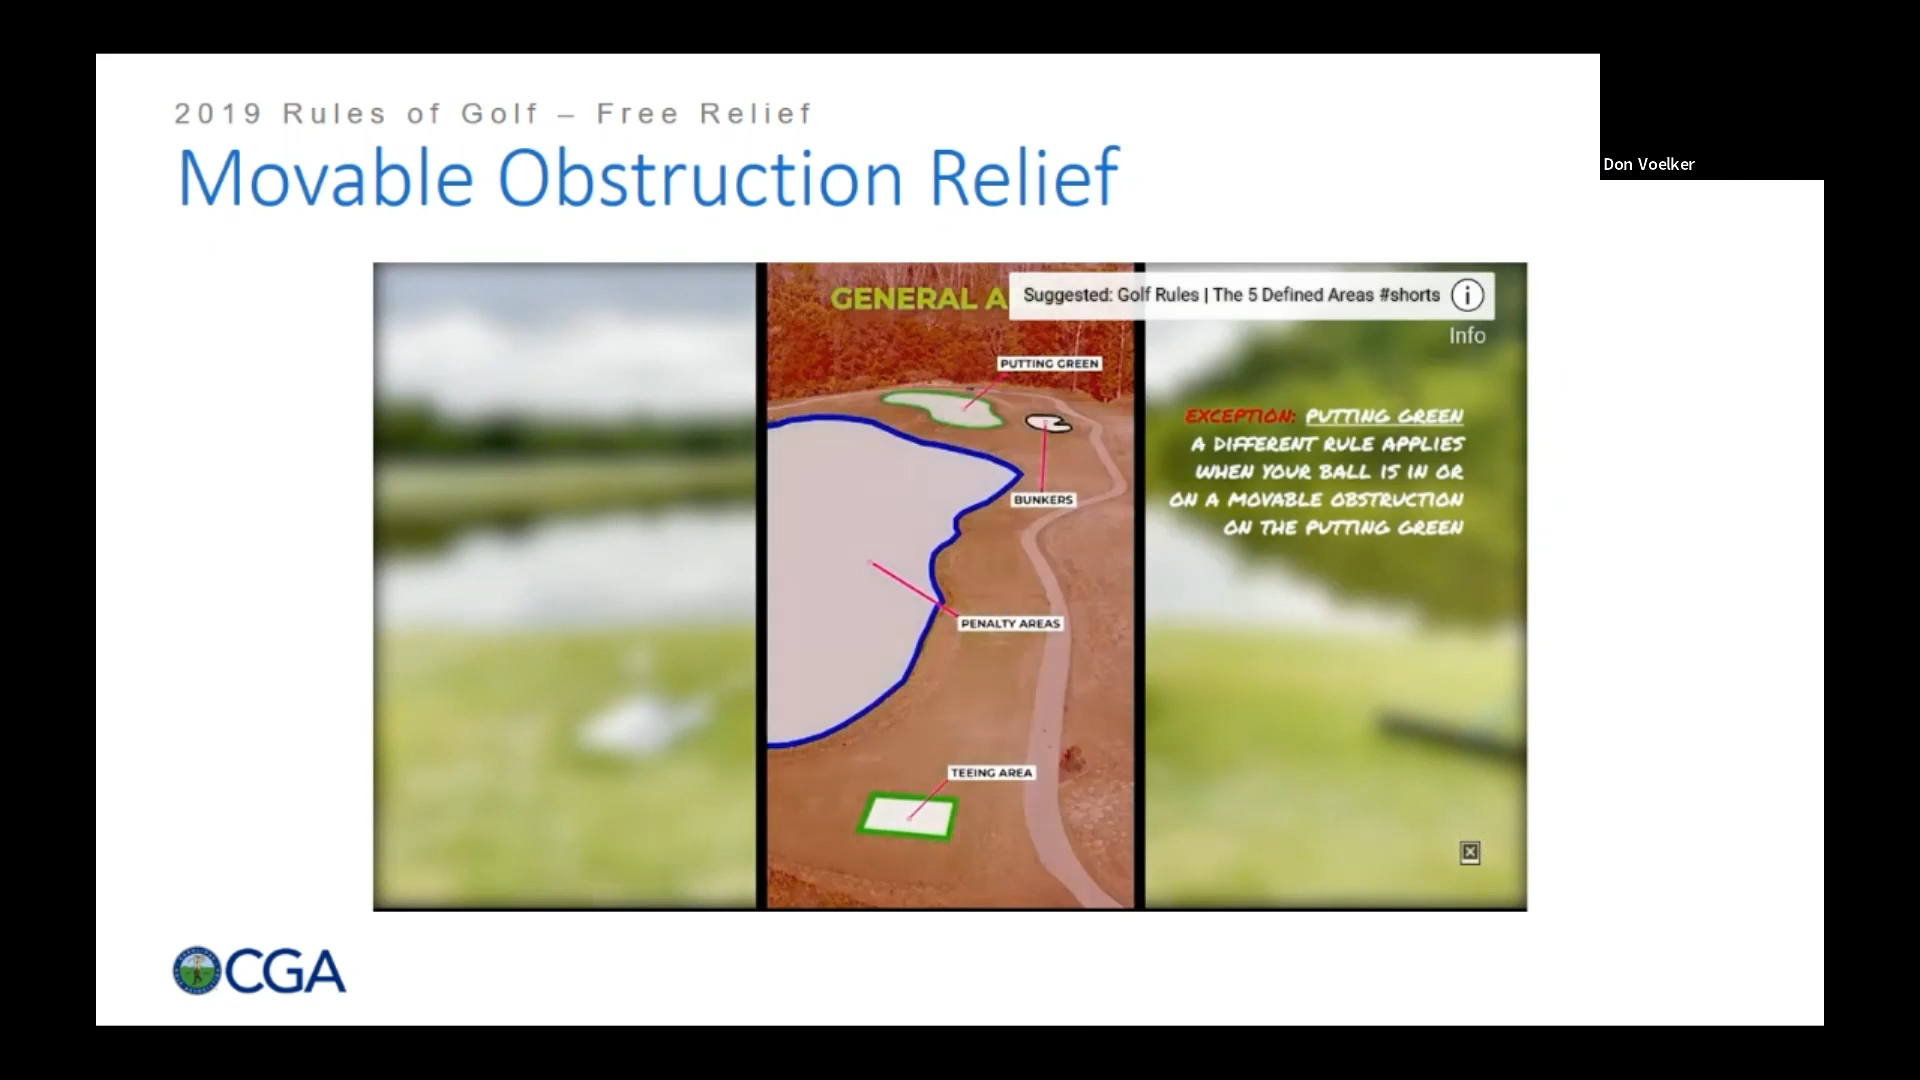 2019 Rules of Golf – Free Relief
Movable Obstruction Relief
Don Voelker
GENERAL A
Suggested: Golf Rules | The 5 Defined Areas #shorts
Info
PUTTING GREEN
EXCEPTION: PUTTING GREEN
A DIFFERENT RULE APPLIES
WHEN YOUR BALL IS IN OR
ON A MOVABLE OBSTRUCTION
ON THE PUTTING GREEN
BUNKERS
PENALTY AREAS
TEEING AREA
CGA